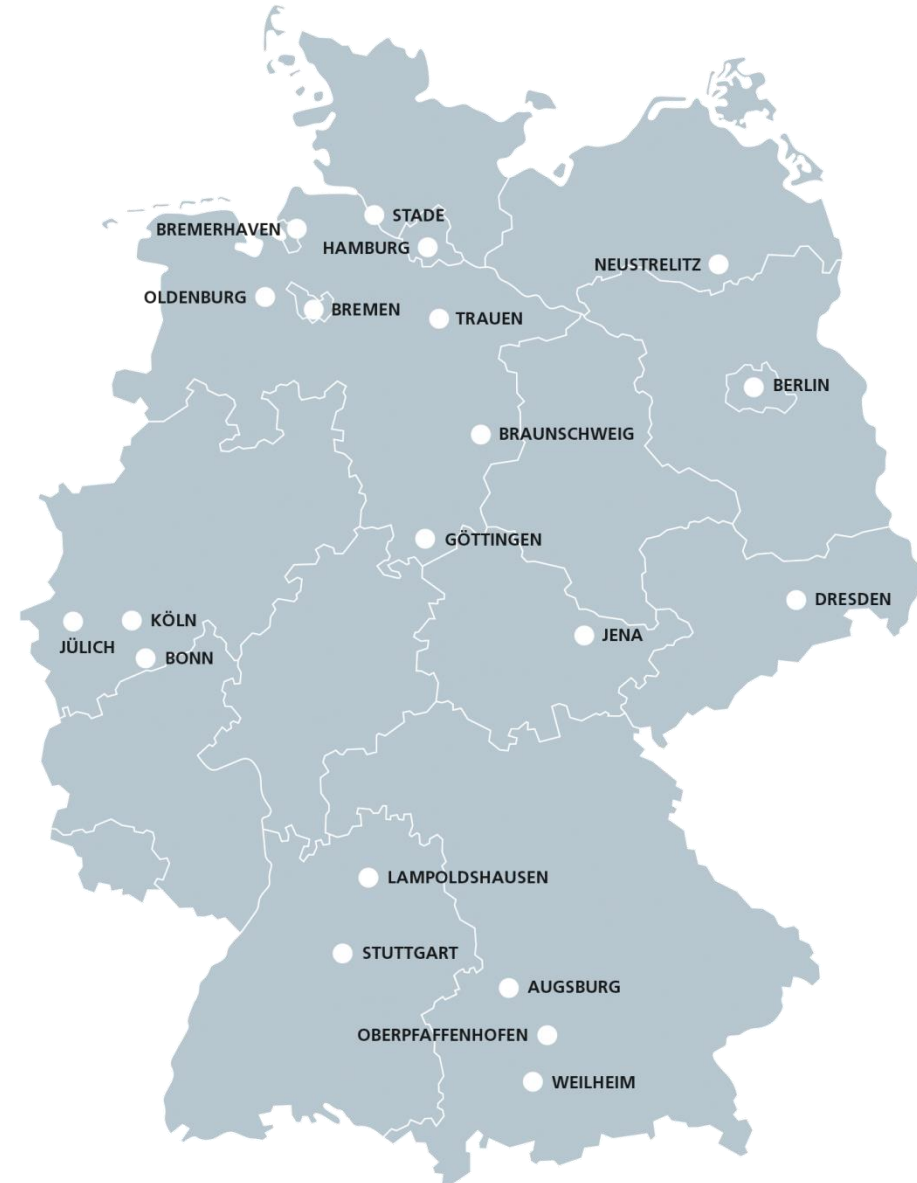 STADE
BREMERHAVEN
HAMBURG
NEUSTRELITZ
OLDENBURG
BREMEN
TRAUEN
BERLIN
BRAUNSCHWEIG
GÖTTINGEN
DRESDEN
KÖLN
JENA
JÜLICH
BONN
LAMPOLDSHAUSEN
STUTTGART
AUGSBURG
OBERPFAFFENHOFEN
WEILHEIM